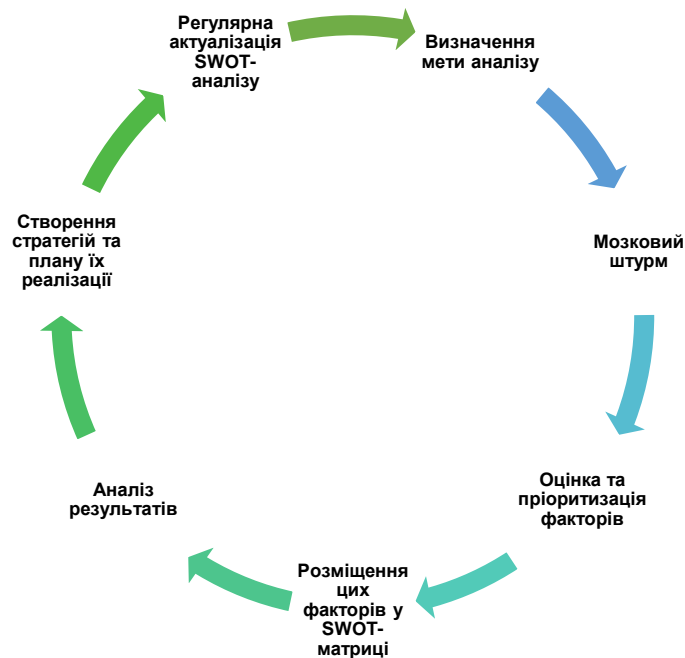 Регулярна
актуалізація
SWOT-
аналізу
Визначення
мети аналізу
Мозковий
штурм
Оцінка та
пріоритизація
факторів
Розміщення
цих
факторів у
SWOT-
матриці
Аналіз
результатів
Створення
стратегій та
плану їх
реалізації